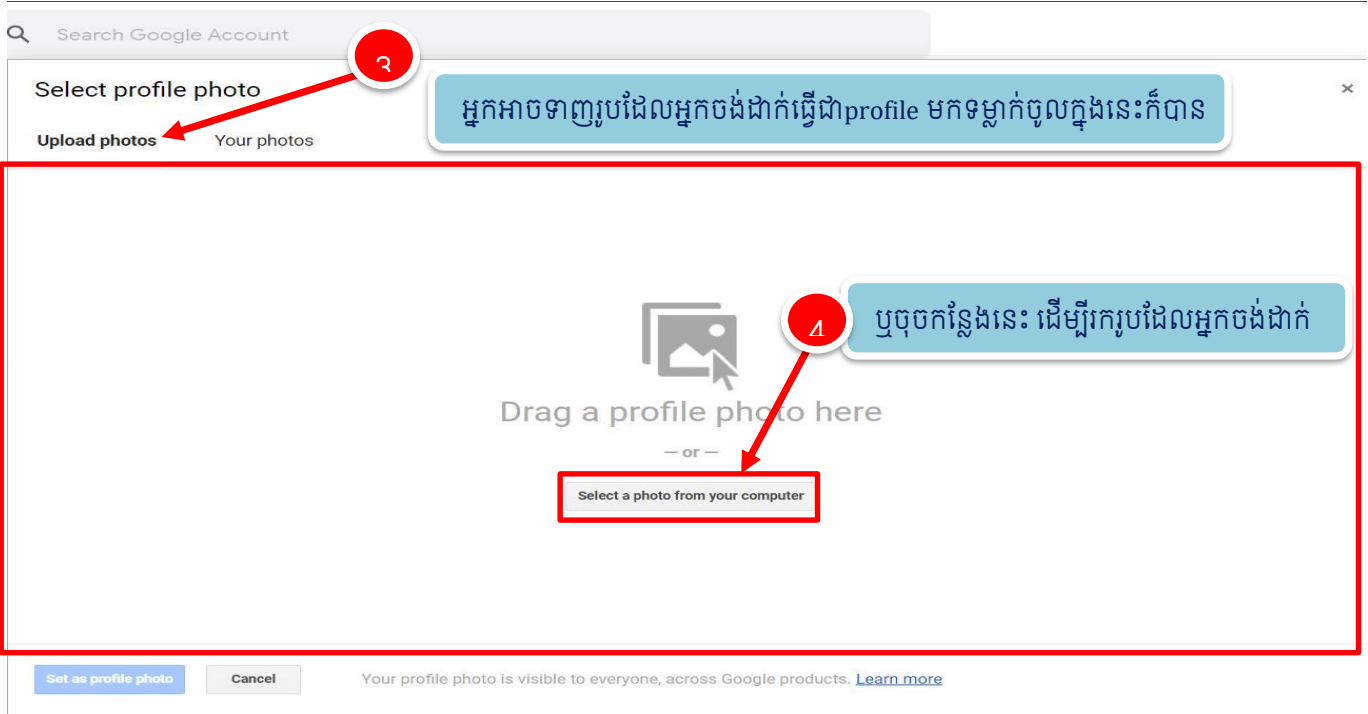 Search Google Account
3
Select profile photo
×
អ្នកអាចទាញរូបដែលអ្នកចង់ដាក់ធ្វើជាprofile មកទម្លាក់ចូលក្នុងនេះក៏បាន
Upload photos Your photos
4
ឬចុចកន្លែងនេះ ដើម្បីរករូបដែលអ្នកចង់ដាក់
Drag a profile photo here
— or —
Select a photo from your computer
Set as profile photo Cancel Your profile photo is visible to everyone, across Google products. Learn more